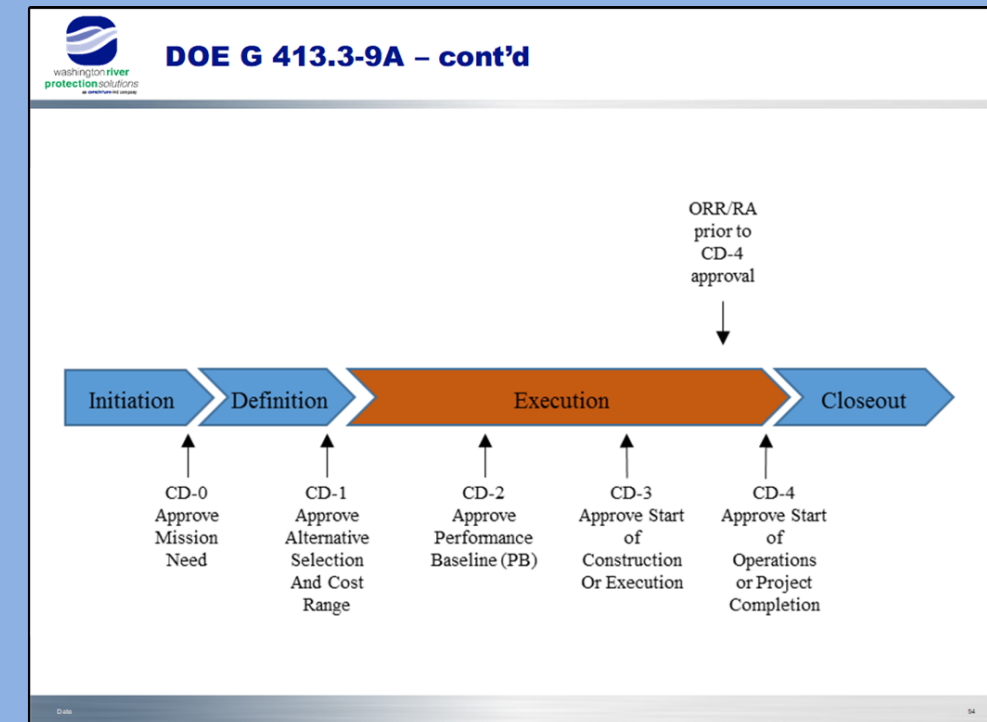 washington river
protection solutions
DOE G 413.3-9A – cont’d
ORR/RA
prior to
CD-4
approval
Initiation
Definition
Execution
Closeout
CD-0
Approve
Mission
Need
CD-1
Approve
Alternative
Selection
And Cost
Range
CD-2
Approve
Performance
Baseline (PB)
CD-3
Approve Start
of
Construction
Or Execution
CD-4
Approve Start
of
Operations
or Project
Completion
Date
54